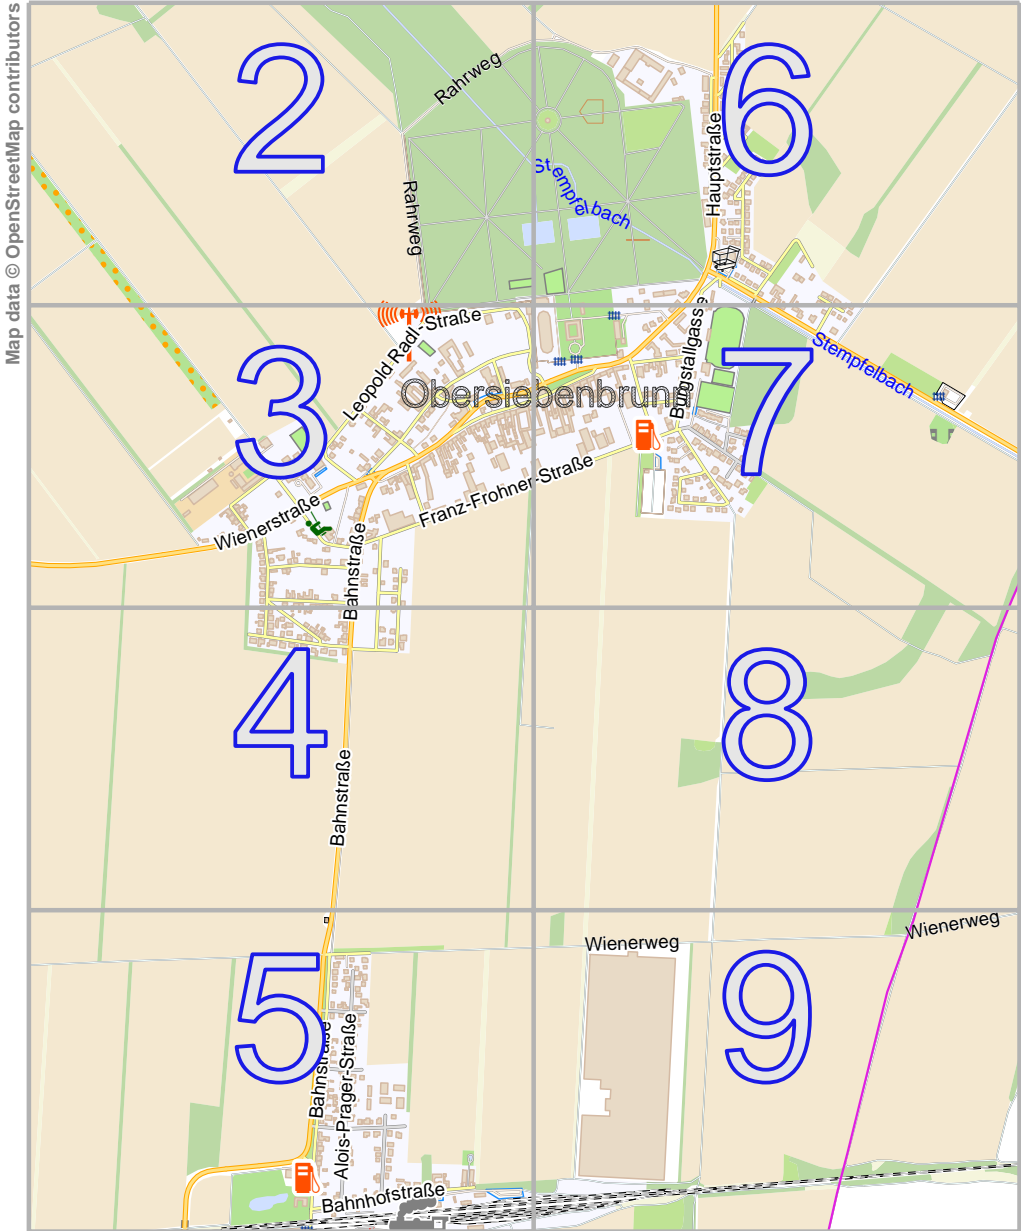 Map data © OpenStreetMap contributors
2
6
Rahrweg
Hauptstraße
Stempfelbach
Rahrweg
Leopold-Radl-Straße
Burgstallgasse
3
7
Stempfelbach
Obersiebenbrunn
Franz-Frohner-Straße
Wienerstraße
Bahnstraße
4
8
Bahnstraße
Wienerweg
Wienerweg
5
9
Bahnstraße
Alois-Prager-Straße
Bahnhofstraße